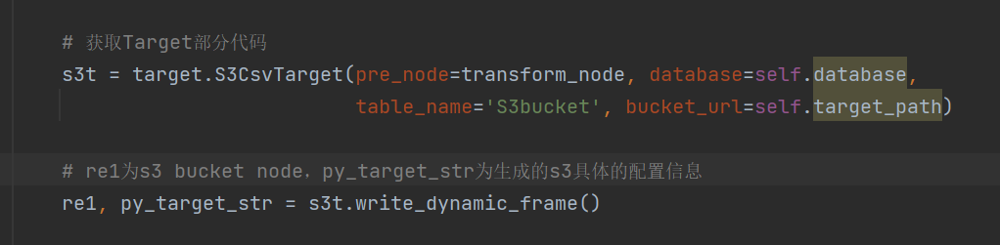 # 获取Target部分代码
s3t = target.S3CsvTarget(pre_node=transform_node, database=self.database,
table_name='S3bucket', bucket_url=self.target_path)
# re1为s3 bucket node，py_target_str为生成的s3具体的配置信息
re1, py_target_str = s3t.write_dynamic_frame()